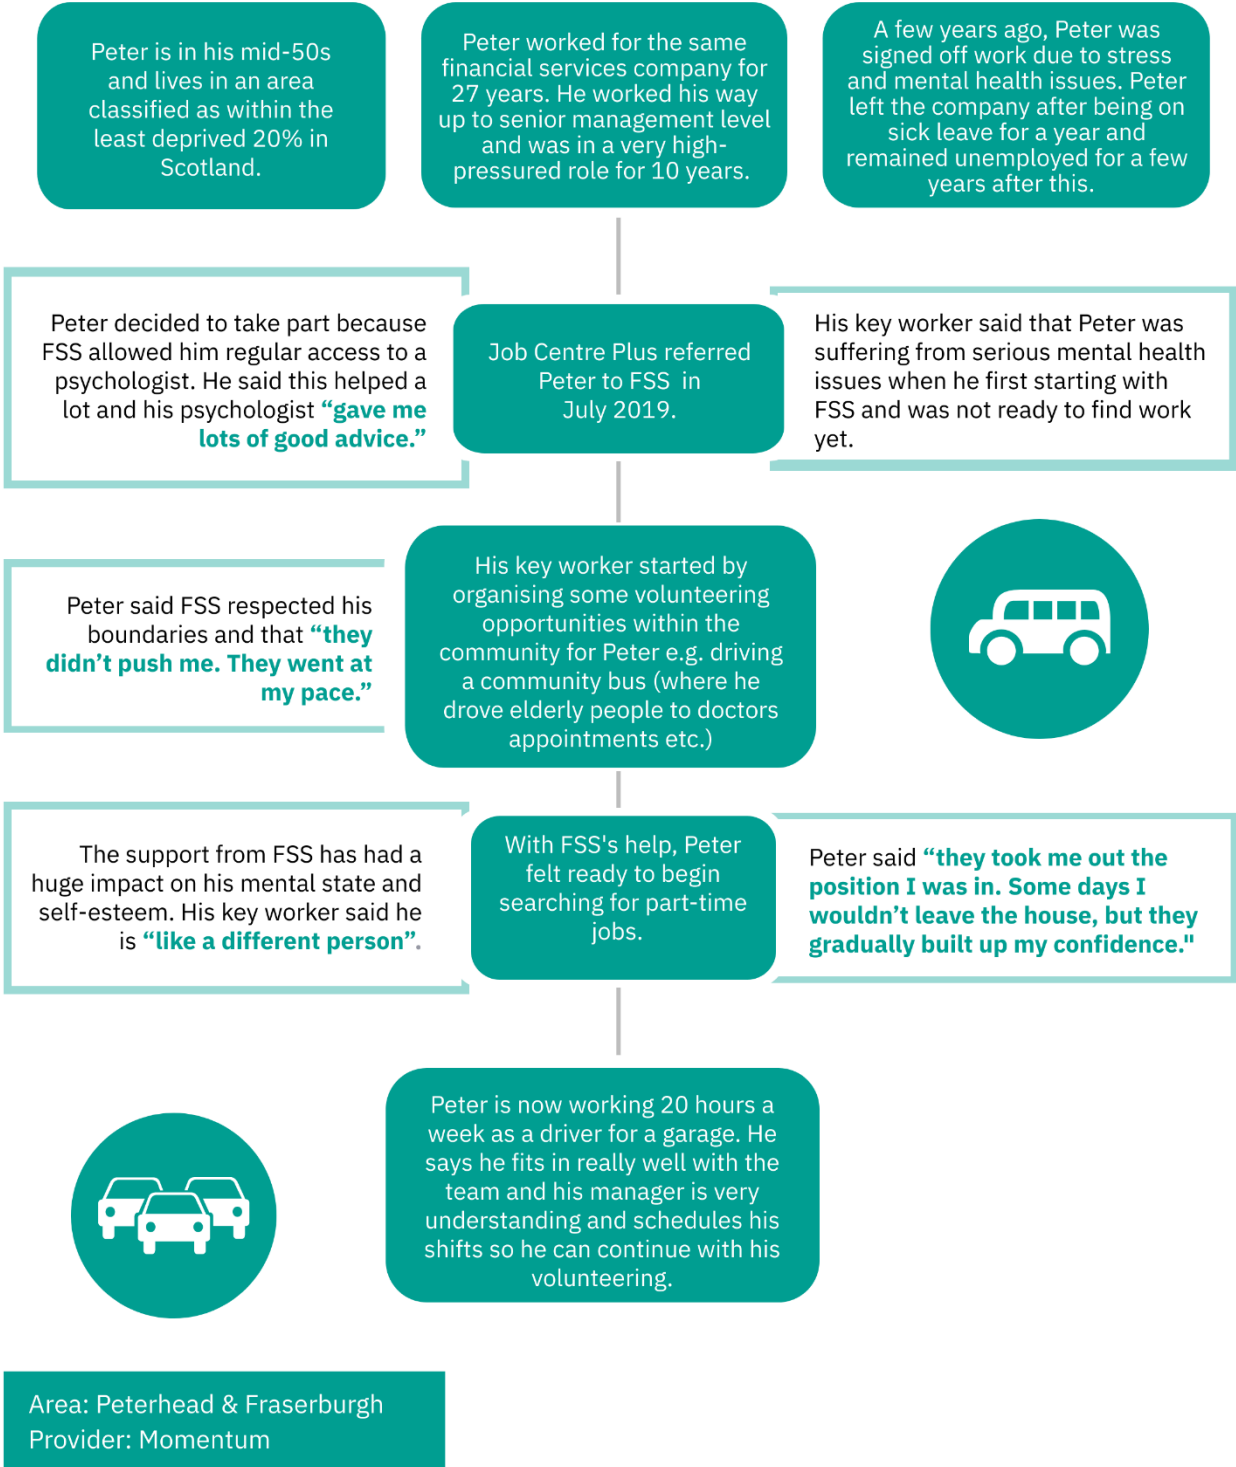 Peter is in his mid-50s
and lives in an area
classified as within the
least deprived 20% in
Scotland.
Peter worked for the same
financial services company for
27 years. He worked his way
up to senior management level
and was in a very high-
pressured role for 10 years.
A few years ago, Peter was
signed off work due to stress
and mental health issues. Peter
left the company after being on
sick leave for a year and
remained unemployed for a few
years after this.
Peter decided to take part because
FSS allowed him regular access to a
psychologist. He said this helped a
lot and his psychologist “gave me
lots of good advice.”
Job Centre Plus referred
Peter to FSS in
July 2019.
His key worker said that Peter was
suffering from serious mental health
issues when he first starting with
FSS and was not ready to find work
yet.
Peter said FSS respected his
boundaries and that “they
didn’t push me. They went at
my pace.”
His key worker started by
organising some volunteering
opportunities within the
community for Peter e.g. driving
a community bus (where he
drove elderly people to doctors
appointments etc.)
The support from FSS has had a
huge impact on his mental state and
self-esteem. His key worker said he
is “like a different person”.
With FSS's help, Peter
felt ready to begin
searching for part-time
jobs.
Peter said “they took me out the
position I was in. Some days I
wouldn’t leave the house, but they
gradually built up my confidence."
Peter is now working 20 hours a
week as a driver for a garage. He
says he fits in really well with the
team and his manager is very
understanding and schedules his
shifts so he can continue with his
volunteering.
Area: Peterhead & Fraserburgh
Provider: Momentum